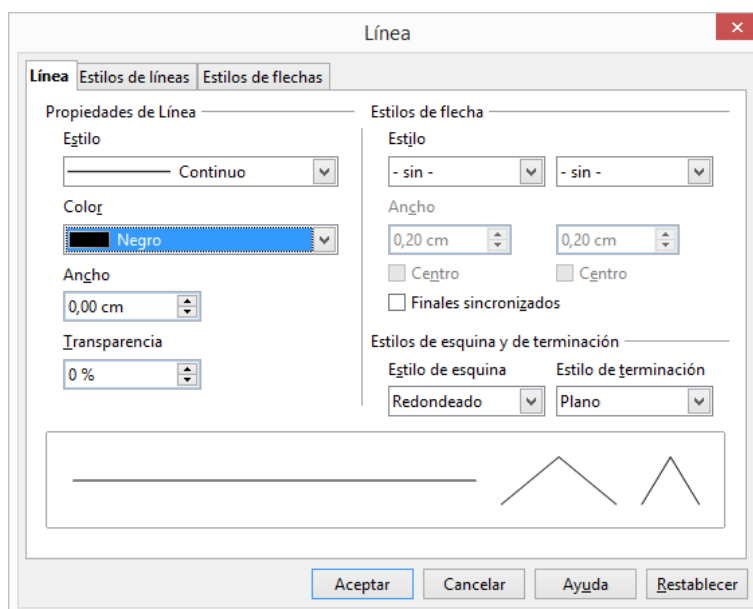 Línea
Línea Estilos de líneas Estilos de flechas
Propiedades de Línea
Estilo
Continuo
Color
Negro
Ancho
0,00 cm
Transparencia
0 %
Estilos de flecha
Estilo
- sin - - sin -
Ancho
0,20 cm 0,20 cm
Centro Centro
Finales sincronizados
Estilos de esquina y de terminación
Estilo de esquina Estilo de terminación
Redondeado Plano
Aceptar Cancelar Ayuda Restablecer